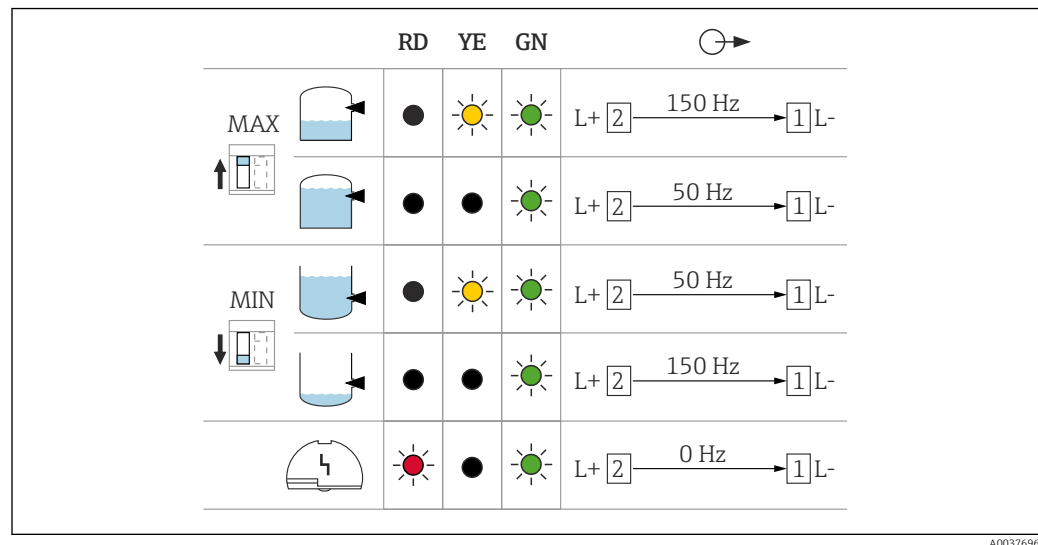 RD YE GN
MAX
L+ 2 150 Hz 1 L-
L+ 2 50 Hz 1 L-
MIN
L+ 2 50 Hz 1 L-
L+ 2 150 Hz 1 L-
L+ 2 0 Hz 1 L-
A0037696